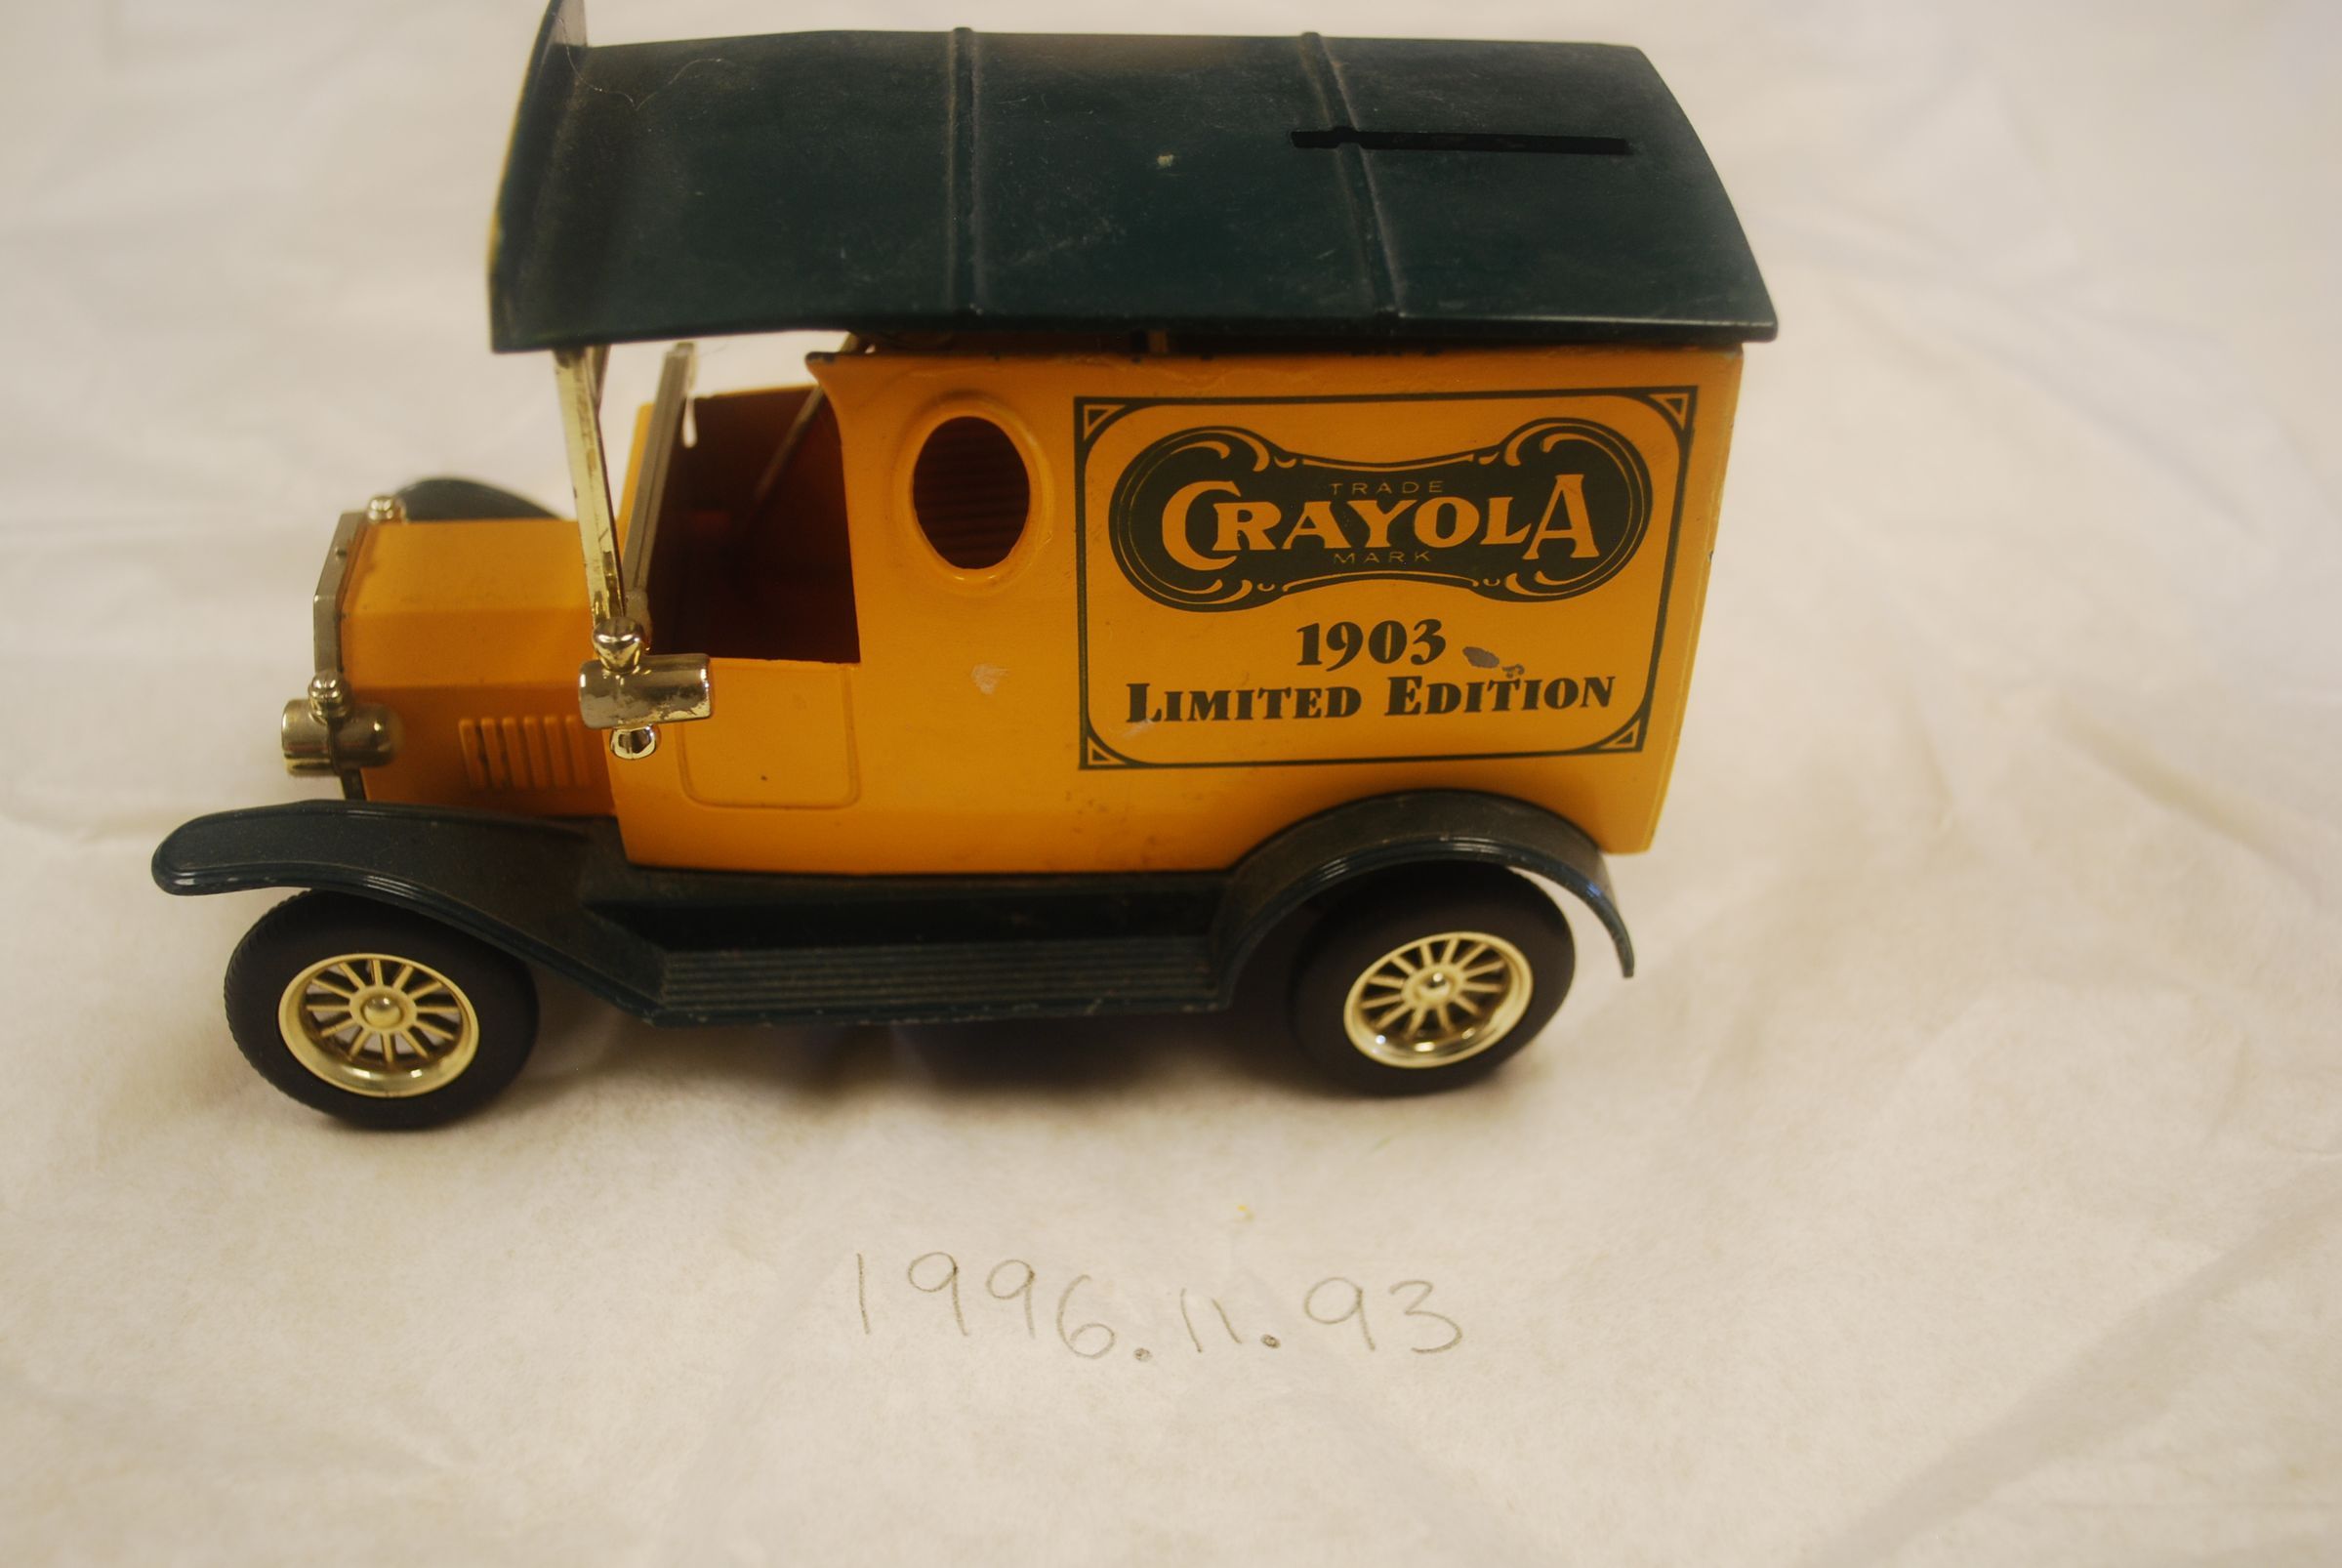 TRADE
CRAYOLA
MARK
1903
LIMITED EDITION
1996.11.93